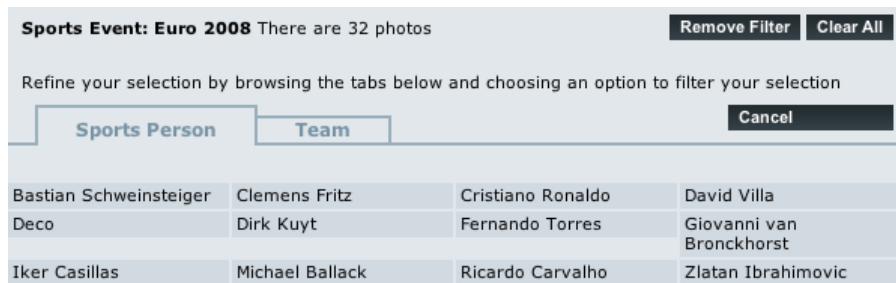 Sports Event: Euro 2008 There are 32 photos
Remove Filter
Clear All
Refine your selection by browsing the tabs below and choosing an option to filter your selection
Sports Person
Team
Cancel
Bastian Schweinsteiger
Clemens Fritz
Cristiano Ronaldo
David Villa
Deco
Dirk Kuyt
Fernando Torres
Giovanni van
Bronckhorst
Iker Casillas
Michael Ballack
Ricardo Carvalho
Zlatan Ibrahimovic